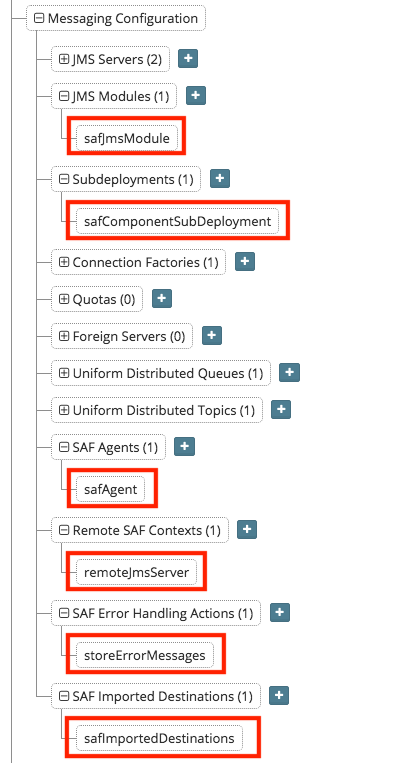 Messaging Configuration
JMS Servers (2)
JMS Modules (1)
safJmsModule
Subdeployments (1)
safComponentSubDeployment
Connection Factories (1)
Quotas (0)
Foreign Servers (0)
Uniform Distributed Queues (1)
Uniform Distributed Topics (1)
SAF Agents (1)
safAgent
Remote SAF Contexts (1)
remoteJmsServer
SAF Error Handling Actions (1)
storeErrorMessages
SAF Imported Destinations (1)
safImportedDestinations